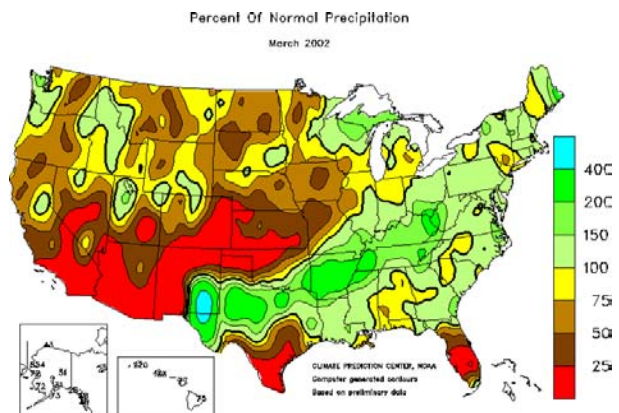 Percent Of Normal Precipitation
March 2002
400
200
150
100
75
50
25
CLIMATE PREDICTION CENTER, NOAA
Computer generated contours
Based on preliminary data